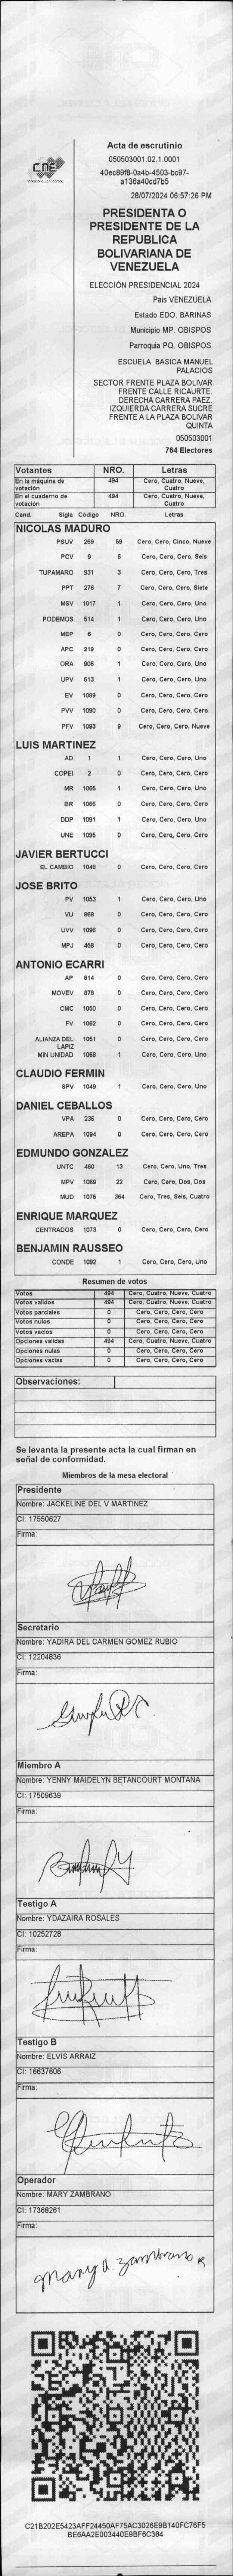 CNE
Acta de escrutinio
050503001.02.1.0001
40ec89f8-0a4b-4503-bc97-
a136a40cd7b5
28/07/2024 06:57:26 PM
PRESIDENTA O
PRESIDENTE DE LA
REPUBLICA
BOLIVARIANA DE
VENEZUELA
ELECCIÓN PRESIDENCIAL 2024
Pais VENEZUELA
Estado EDO. BARINAS
Municipio MP. OBISPOS
Parroquia PQ. OBISPOS
ESCUELA BASICA MANUEL
PALACIOS
SECTOR FRENTE PLAZA BOLIVAR
FRENTE CALLE RICAURTE.
DERECHA CARRERA PAEZ.
IZQUIERDA CARRERA SUCRE
FRENTE A LA PLAZA BOLIVAR
QUINTA
050503001
764 Electores
Votantes NRO. Letras
En la máquina de votación 494 Cero, Cuatro, Nueve, Cuatro
En el cuaderno de votación 494 Cero, Cuatro, Nueve, Cuatro
Cand. Sigla Código NRO. Letras
NICOLAS MADURO
PSUV 269 59 Cero, Cero, Cinco, Nueve
PCV 9 6 Cero, Cero, Cero, Seis
TUPAMARO 931 3 Cero, Cero, Cero, Tres
PPT 276 7 Cero, Cero, Cero, Siete
MSV 1017 1 Cero, Cero, Cero, Uno
PODEMOS 514 1 Cero, Cero, Cero, Uno
MEP 6 0 Cero, Cero, Cero, Cero
APC 219 0 Cero, Cero, Cero, Cero
ORA 906 1 Cero, Cero, Cero, Uno
UPV 613 1 Cero, Cero, Cero, Uno
EV 1089 0 Cero, Cero, Cero, Cero
PVV 1090 0 Cero, Cero, Cero, Cero
PFV 1093 9 Cero, Cero, Cero, Nueve
LUIS MARTINEZ
AD 1 1 Cero, Cero, Cero, Uno
COPEI 2 0 Cero, Cero, Cero, Cero
MR 1065 1 Cero, Cero, Cero, Uno
BR 1066 0 Cero, Cero, Cero, Cero
DDP 1091 1 Cero, Cero, Cero, Uno
UNE 1095 0 Cero, Cero, Cero, Cero
JAVIER BERTUCCI
EL CAMBIO 1048 0 Cero, Cero, Cero, Cero
JOSE BRITO
PV 1053 1 Cero, Cero, Cero, Uno
VU 868 0 Cero, Cero, Cero, Cero
UVV 1096 0 Cero, Cero, Cero, Cero
MPJ 458 0 Cero, Cero, Cero, Cero
ANTONIO ECARRI
AP 814 0 Cero, Cero, Cero, Cero
MOVEV 878 0 Cero, Cero, Cero, Cero
CMC 1050 0 Cero, Cero, Cero, Cero
FV 1062 0 Cero, Cero, Cero, Cero
ALIANZA DEL LAPIZ 1051 0 Cero, Cero, Cero, Cero
MIN UNIDAD 1068 1 Cero, Cero, Cero, Uno
CLAUDIO FERMIN
SPV 1049 1 Cero, Cero, Cero, Uno
DANIEL CEBALLOS
VPA 236 0 Cero, Cero, Cero, Cero
AREPA 1094 0 Cero, Cero, Cero, Cero
EDMUNDO GONZALEZ
UNTC 460 13 Cero, Cero, Uno, Tres
MPV 1069 22 Cero, Cero, Dos, Dos
MUD 1075 364 Cero, Tres, Seis, Cuatro
ENRIQUE MARQUEZ
CENTRADOS 1073 0 Cero, Cero, Cero, Cero
BENJAMIN RAUSSEO
CONDE 1092 1 Cero, Cero, Cero, Uno
Resumen de votos
Votos 494 Cero, Cuatro, Nueve, Cuatro
Votos validos 494 Cero, Cuatro, Nueve, Cuatro
Votos parciales 0 Cero, Cero, Cero, Cero
Votos nulos 0 Cero, Cero, Cero, Cero
Votos vacios 0 Cero, Cero, Cero, Cero
Opciones validas 494 Cero, Cuatro, Nueve, Cuatro
Opciones nulas 0 Cero, Cero, Cero, Cero
Opciones vacias 0 Cero, Cero, Cero, Cero
Observaciones:
Se levanta la presente acta la cual firman en
señal de conformidad.
Miembros de la mesa electoral
Presidente
Nombre: JACKELINE DEL V MARTINEZ
CI: 17550627
Firma:
Secretario
Nombre: YADIRA DEL CARMEN GOMEZ RUBIO
CI: 12204836
Firma:
Miembro A
Nombre: YENNY MAIDELYN BETANCOURT MONTAÑA
CI: 17509639
Firma:
Testigo A
Nombre: YDAZAIRA ROSALES
CI: 10252728
Firma:
Testigo B
Nombre: ELVIS ARRAIZ
CI: 16637606
Firma:
Operador
Nombre: MARY ZAMBRANO
CI: 17368261
Firma:
Mary a. Zambrano R
C21B202E5423AFF24450AF75AC3026E9B140FC76F5
BE6AA2E003440E9BF6C384